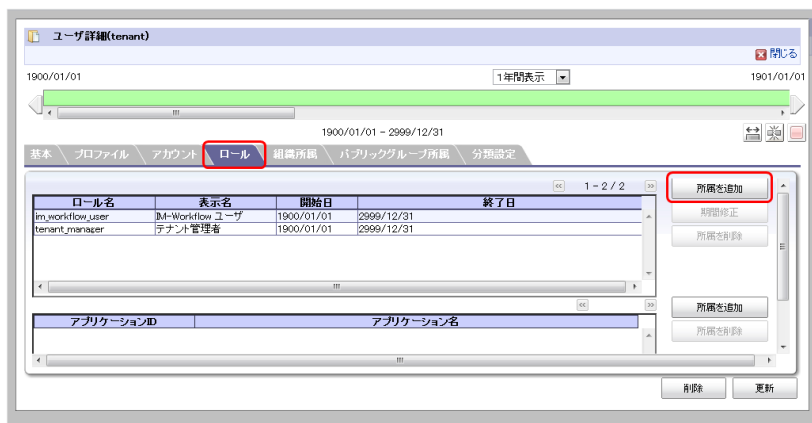 ユーザ詳細(tenant)
閉じる
1900/01/01 1年間表示 1901/01/01
1900/01/01 - 2999/12/31
基本 プロファイル アカウント ロール 組織所属 パブリックグループ所属 分類設定
1 - 2 / 2 所属を追加
ロール名 表示名 開始日 終了日
期間修正
im_workflow_user IM-Workflow ユーザ 1900/01/01 2999/12/31
tenant_manager テナント管理者 1900/01/01 2999/12/31
所属を削除
所属を追加
アプリケーションID アプリケーション名
所属を削除
削除 更新